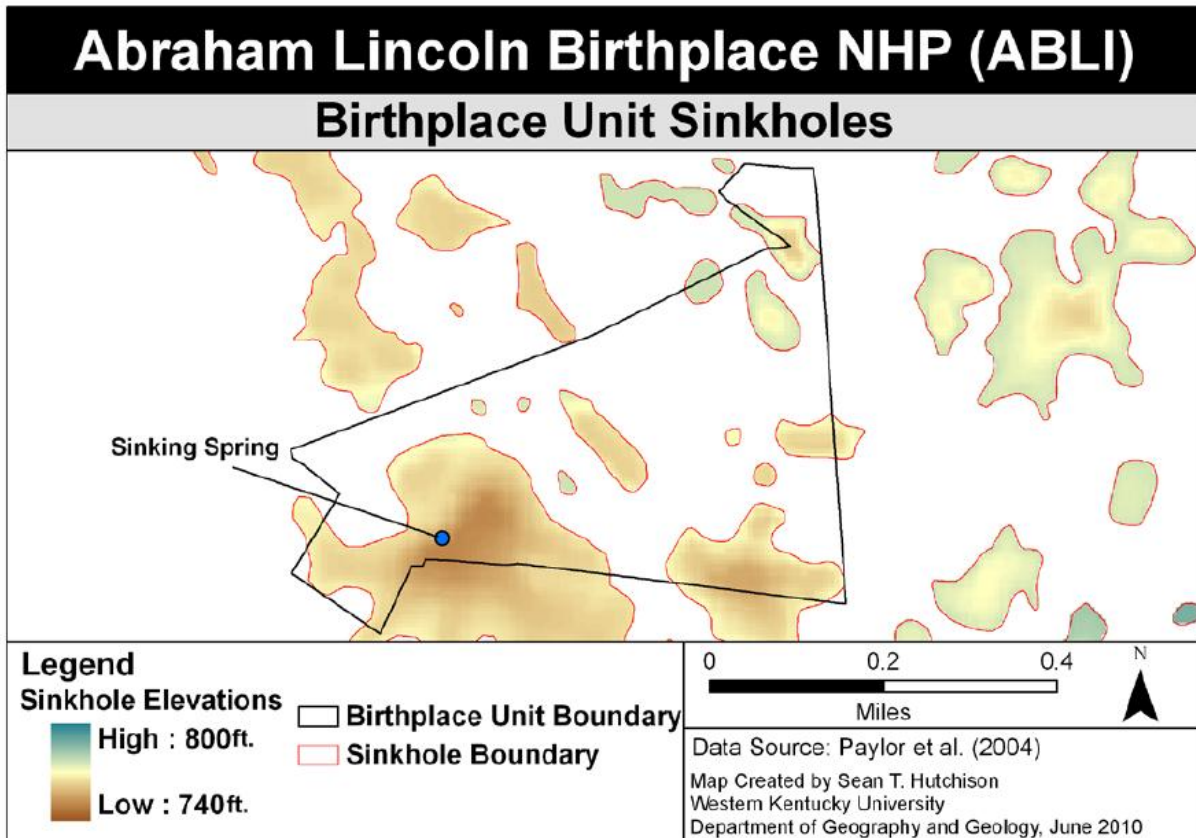 Abraham Lincoln Birthplace NHP (ABLI)
Birthplace Unit Sinkholes
Sinking Spring
Legend
Sinkhole Elevations
High : 800ft.
Low : 740ft.
Birthplace Unit Boundary
Sinkhole Boundary
0 0.2 0.4
Miles
N
Data Source: Paylor et al. (2004)
Map Created by Sean T. Hutchison
Western Kentucky University
Department of Geography and Geology, June 2010